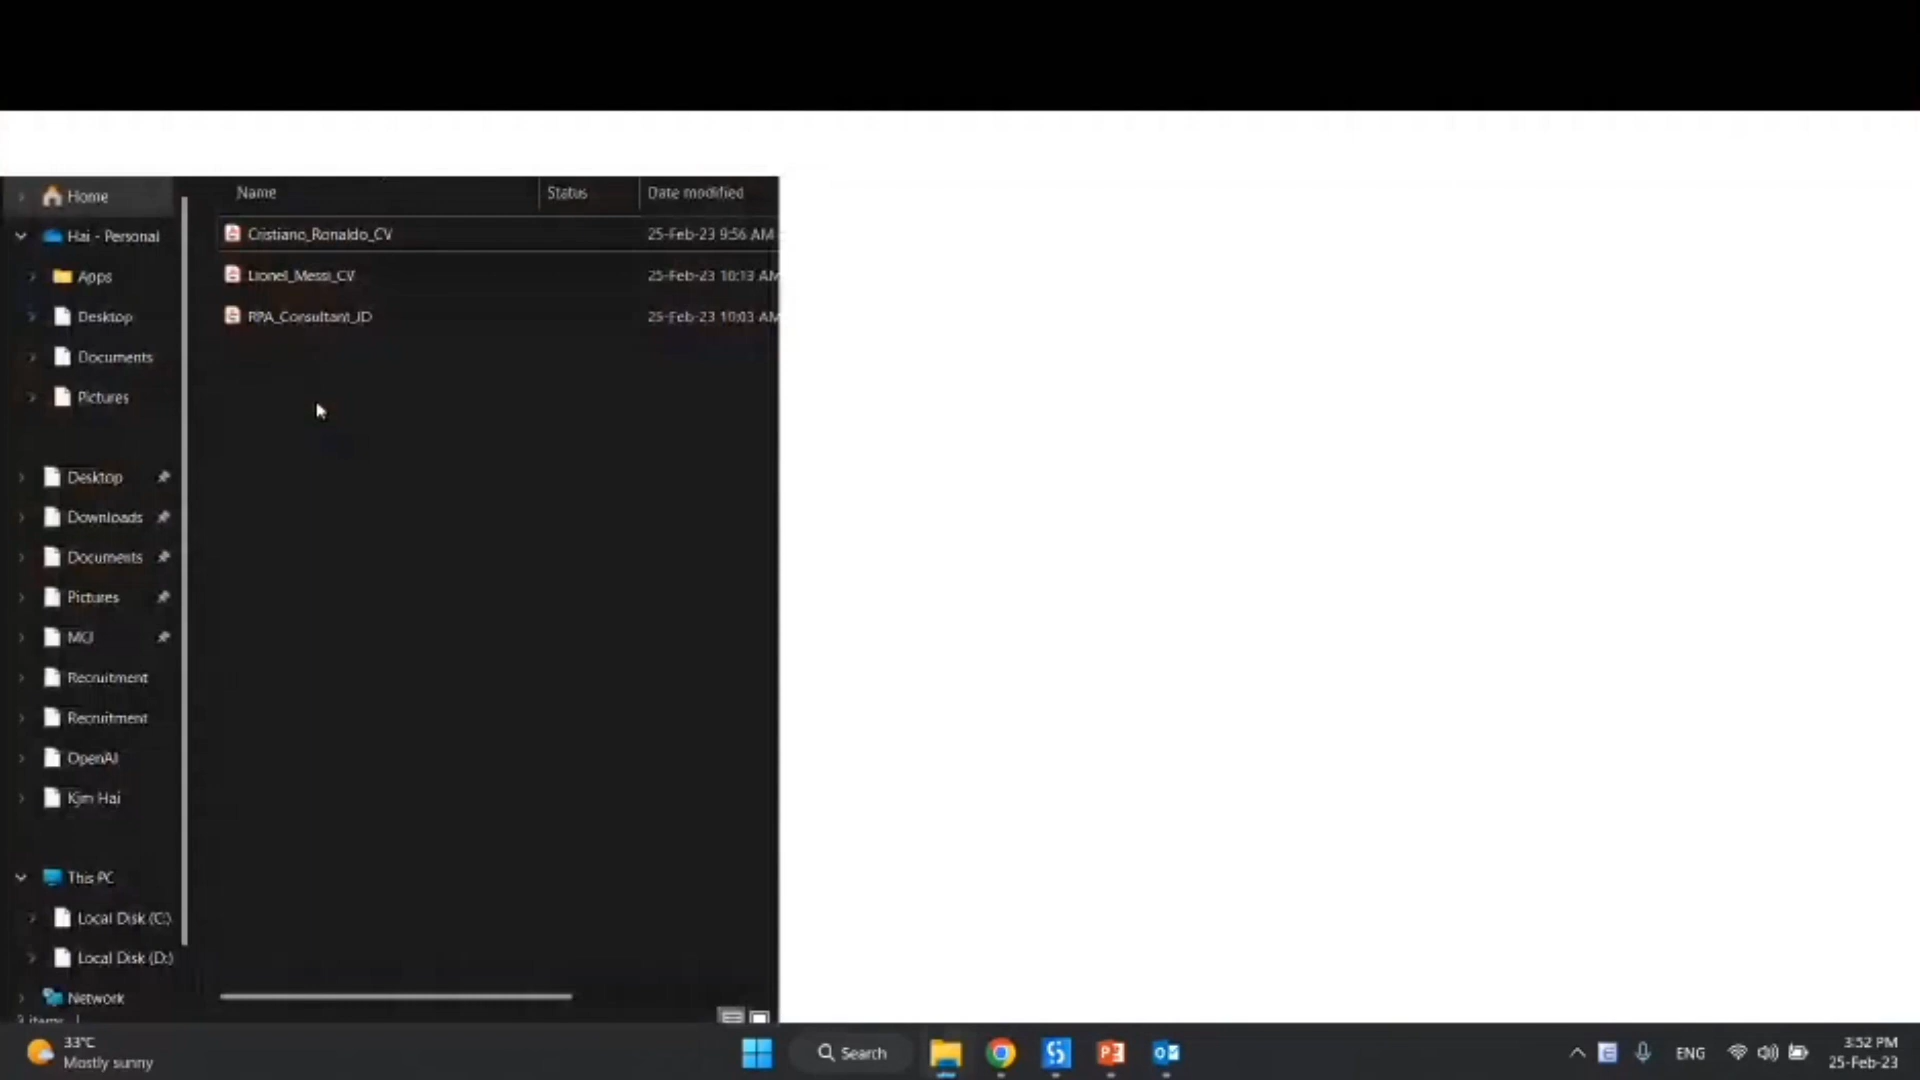 Name Status Date modified
Home
Hai - Personal
Apps
Desktop
Documents
Pictures
Cristiano_Ronaldo_CV 25-Feb-23 9:56 AM
Lionel_Messi_CV 25-Feb-23 10:13 AM
RPA_Consultant_JD 25-Feb-23 10:03 AM
Desktop
Downloads
Documents
Pictures
MCI
Recruitment
Recruitment
OpenAI
Kim Hai
This PC
Local Disk (C:)
Local Disk (D:)
Network
3 items
33°C
Mostly sunny
Search
ENG
3:52 PM
25-Feb-23